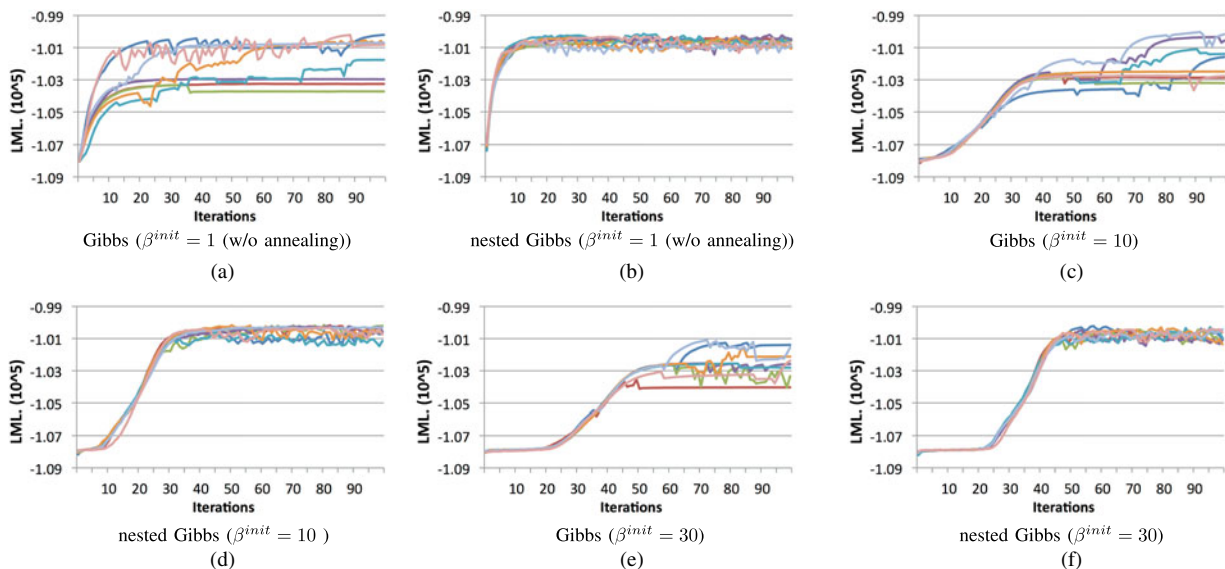 -0.99
-1.01
-1.03
-1.05
-1.07
-1.09
LML. (10^5)
10 20 30 40 50 60 70 80 90
Iterations
Gibbs (β^init = 1 (w/o annealing))
(a)
-0.99
-1.01
-1.03
-1.05
-1.07
-1.09
LML. (10^5)
10 20 30 40 50 60 70 80 90
Iterations
nested Gibbs (β^init = 1 (w/o annealing))
(b)
-0.99
-1.01
-1.03
-1.05
-1.07
-1.09
LML. (10^5)
10 20 30 40 50 60 70 80 90
Iterations
Gibbs (β^init = 10)
(c)
-0.99
-1.01
-1.03
-1.05
-1.07
-1.09
LML. (10^5)
10 20 30 40 50 60 70 80 90
Iterations
nested Gibbs (β^init = 10 )
(d)
-0.99
-1.01
-1.03
-1.05
-1.07
-1.09
LML. (10^5)
10 20 30 40 50 60 70 80 90
Iterations
Gibbs (β^init = 30)
(e)
-0.99
-1.01
-1.03
-1.05
-1.07
-1.09
LML. (10^5)
10 20 30 40 50 60 70 80 90
Iterations
nested Gibbs (β^init = 30)
(f)